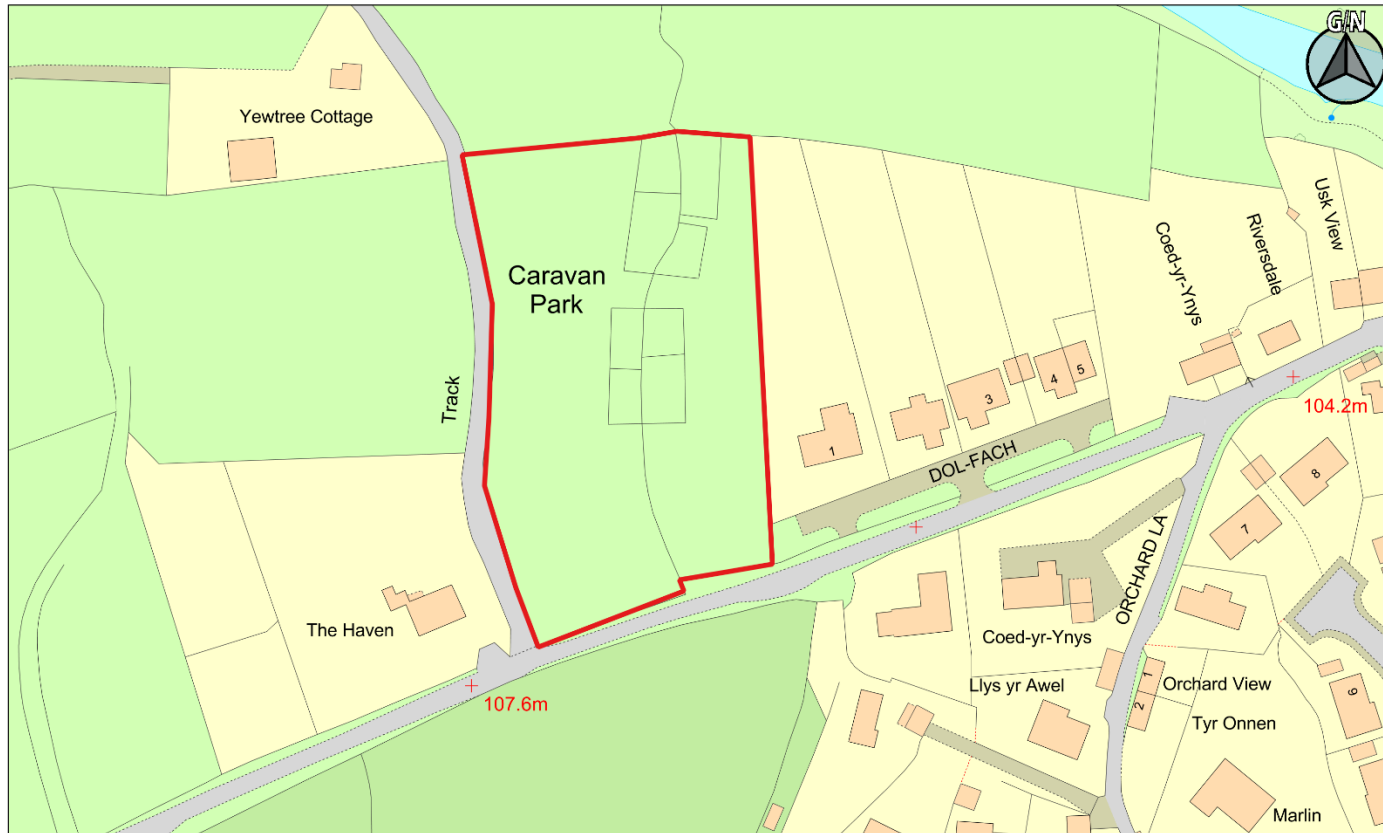 G/N
Yewtree Cottage
Usk View
Riversdale
Coed-yr-Ynys
Caravan
Park
Track
1
3
4
5
DOL-FACH
104.2m
8
7
ORCHARD LA
The Haven
Coed-yr-Ynys
Llys yr Awel
1
2
Orchard View
6
107.6m
Tyr Onnen
Marlin